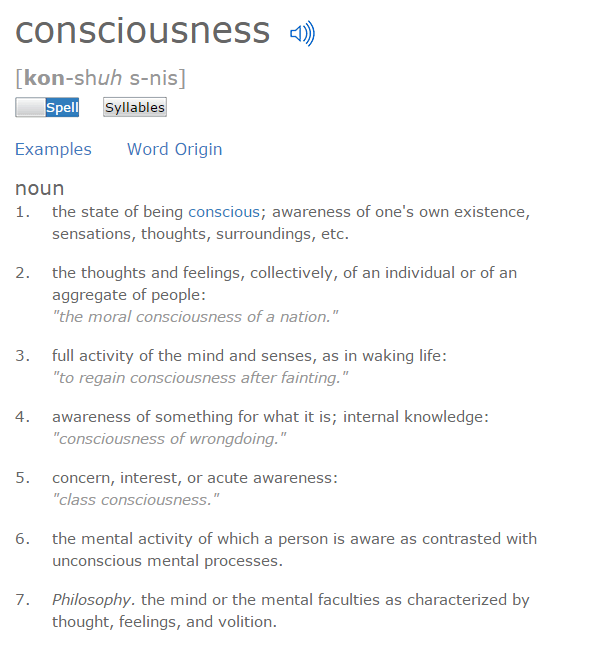 consciousness
[kon-shuh s-nis]
Spell Syllables
Examples Word Origin
noun
1. the state of being conscious; awareness of one's own existence,
sensations, thoughts, surroundings, etc.
2. the thoughts and feelings, collectively, of an individual or of an
aggregate of people:
"the moral consciousness of a nation."
3. full activity of the mind and senses, as in waking life:
"to regain consciousness after fainting."
4. awareness of something for what it is; internal knowledge:
"consciousness of wrongdoing."
5. concern, interest, or acute awareness:
"class consciousness."
6. the mental activity of which a person is aware as contrasted with
unconscious mental processes.
7. Philosophy. the mind or the mental faculties as characterized by
thought, feelings, and volition.